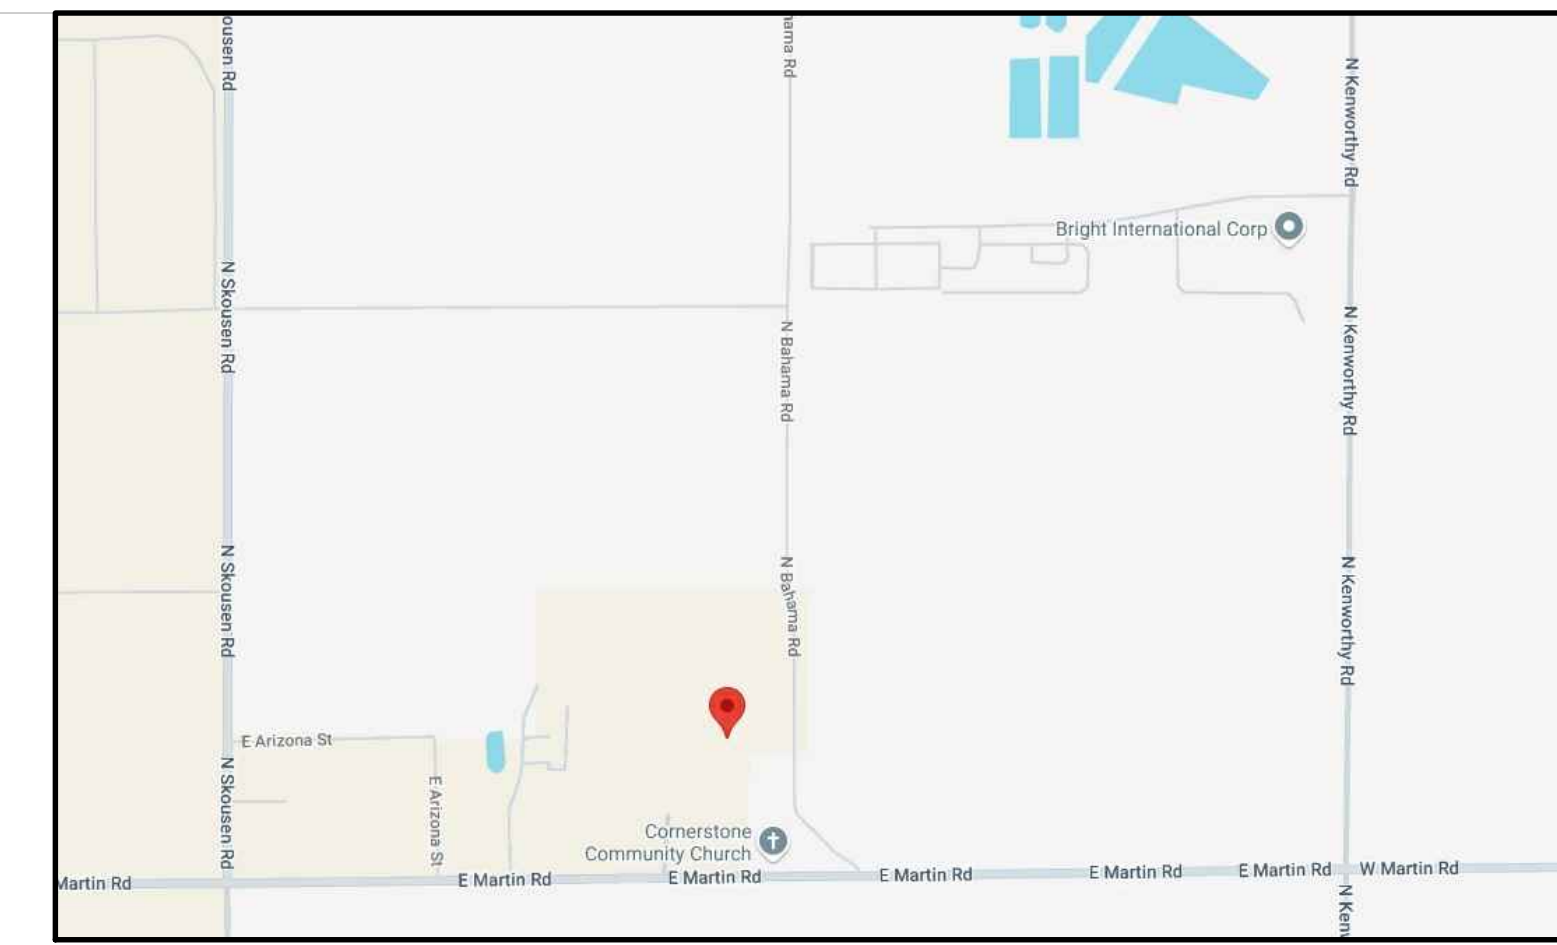 ousen Rd
ama Rd
N Kenworthy Rd
Bright International Corp
N Skousen Rd
N Bahama Rd
N Kenworthy Rd
N Skousen Rd
N Bahama Rd
N Kenworthy Rd
E Arizona St
N Skousen Rd
E Arizona St
Cornerstone
Community Church
Martin Rd
E Martin Rd
E Martin Rd
E Martin Rd
E Martin Rd
E Martin Rd
W Martin Rd
N Ken